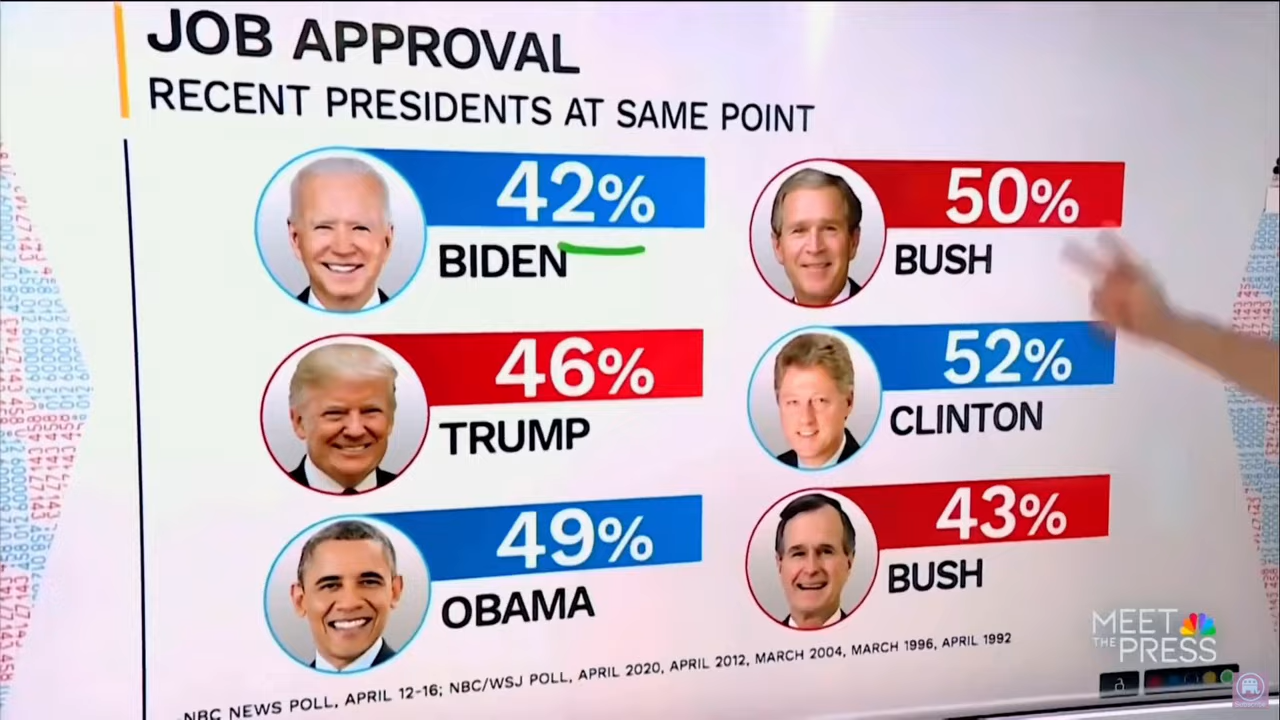 JOB APPROVAL
RECENT PRESIDENTS AT SAME POINT
42%
BIDEN
50%
BUSH
46%
TRUMP
52%
CLINTON
49%
OBAMA
43%
BUSH
NBC NEWS POLL, APRIL 12-16; NBC/WSJ POLL, APRIL 2020, APRIL 2012, MARCH 2004, MARCH 1996, APRIL 1992
MEET
THE PRESS
a
Subscribe